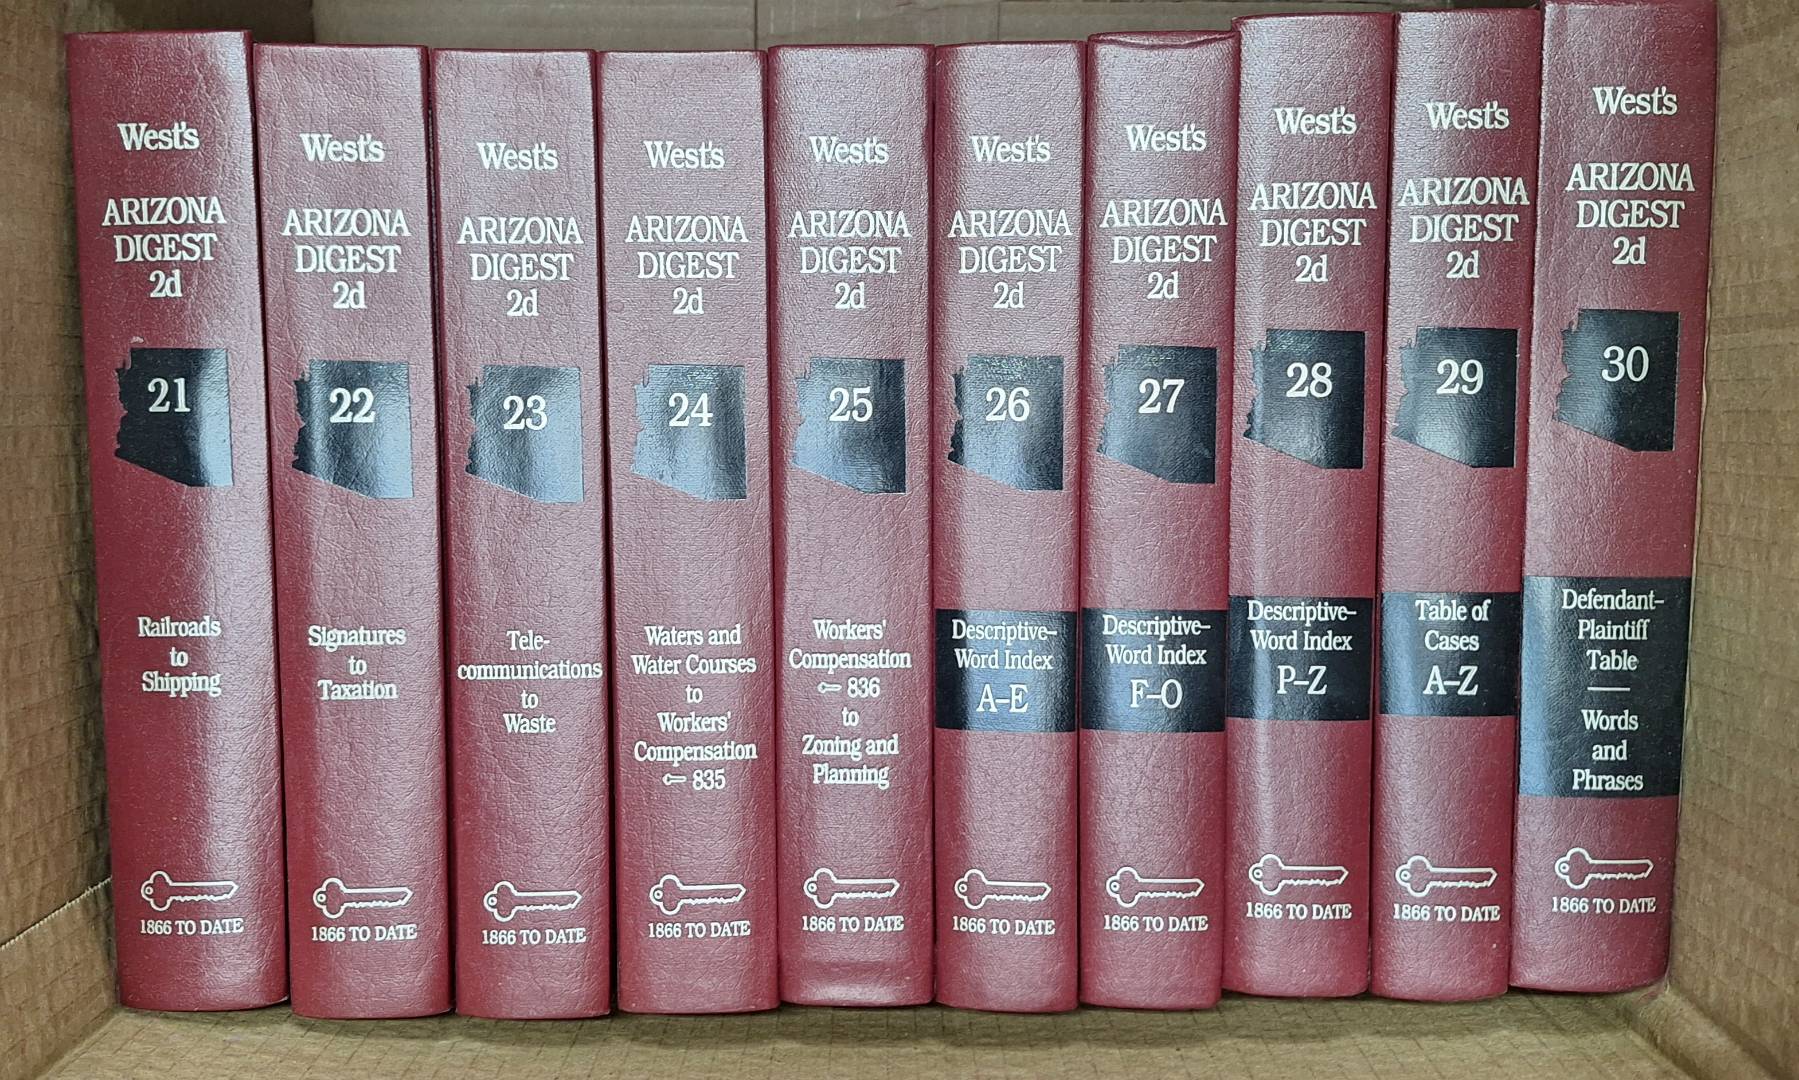 West's
ARIZONA
DIGEST
2d
21
Railroads
to
Shipping
1866 TO DATE
West's
ARIZONA
DIGEST
2d
22
Signatures
to
Taxation
1866 TO DATE
West's
ARIZONA
DIGEST
2d
23
Tele-
communications
to
Waste
1866 TO DATE
West's
ARIZONA
DIGEST
2d
24
Waters and
Water Courses
to
Workers'
Compensation
835
1866 TO DATE
West's
ARIZONA
DIGEST
2d
25
Workers'
Compensation
836
to
Zoning and
Planning
1866 TO DATE
West's
ARIZONA
DIGEST
2d
26
Descriptive-
Word Index
A-E
1866 TO DATE
West's
ARIZONA
DIGEST
2d
27
Descriptive-
Word Index
F-O
1866 TO DATE
West's
ARIZONA
DIGEST
2d
28
Descriptive-
Word Index
P-Z
1866 TO DATE
West's
ARIZONA
DIGEST
2d
29
Table of
Cases
A-Z
1866 TO DATE
West's
ARIZONA
DIGEST
2d
30
Defendant-
Plaintiff
Table
Words
and
Phrases
1866 TO DATE